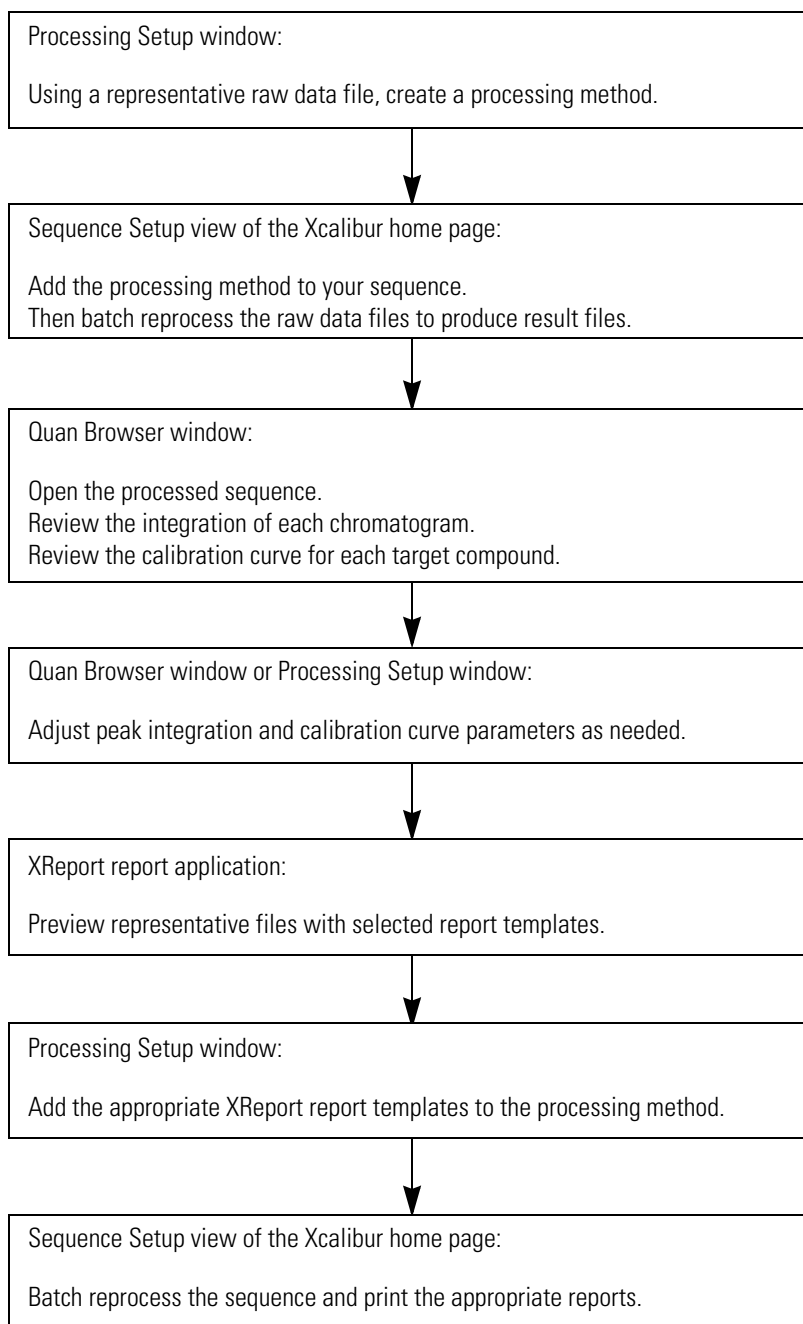 Processing Setup window:
Using a representative raw data file, create a processing method.
Sequence Setup view of the Xcalibur home page:
Add the processing method to your sequence.
Then batch reprocess the raw data files to produce result files.
Quan Browser window:
Open the processed sequence.
Review the integration of each chromatogram.
Review the calibration curve for each target compound.
Quan Browser window or Processing Setup window:
Adjust peak integration and calibration curve parameters as needed.
XReport report application:
Preview representative files with selected report templates.
Processing Setup window:
Add the appropriate XReport report templates to the processing method.
Sequence Setup view of the Xcalibur home page:
Batch reprocess the sequence and print the appropriate reports.